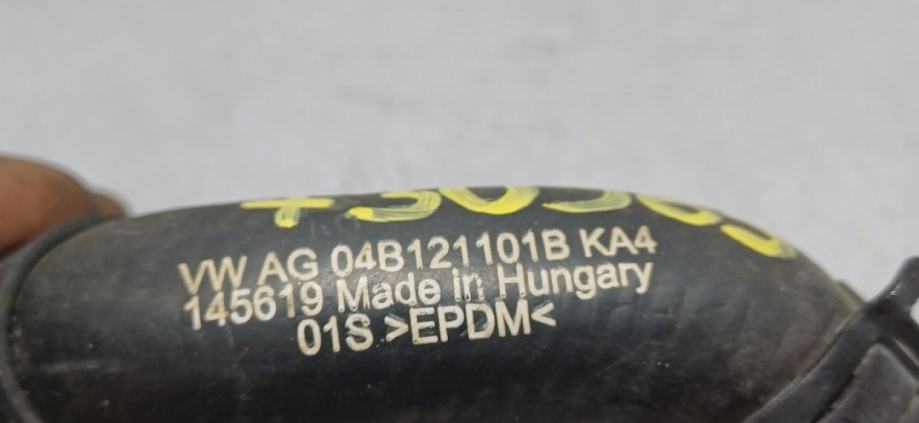 VW AG 04B121101B KA4
145619 Made in Hungary
01S >EPDM<